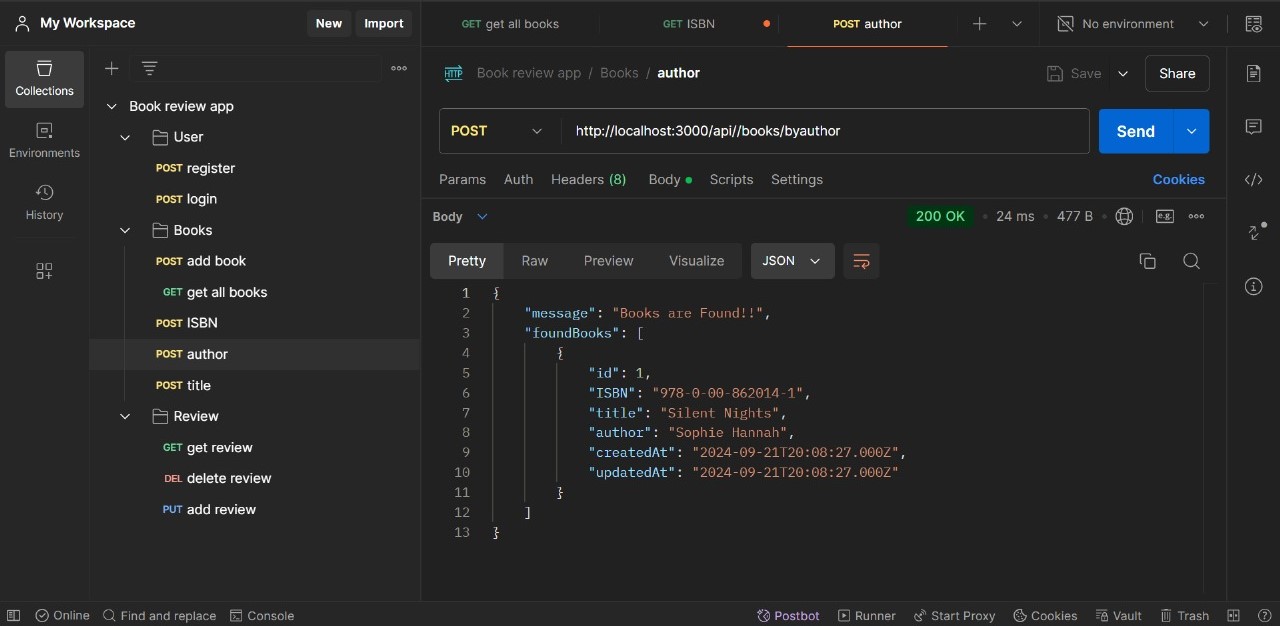 My Workspace
New
Import
GET get all books
GET ISBN
POST author
No environment
Collections
Environments
History
Book review app
User
POST register
POST login
Books
POST add book
GET get all books
POST ISBN
POST author
POST title
Review
GET get review
DEL delete review
PUT add review
HTTP Book review app / Books / author
Save
Share
POST
http://localhost:3000/api//books/byauthor
Send
Params Auth Headers (8) Body Scripts Settings
Cookies
Body
200 OK 24 ms 477 B
e.g.
Pretty Raw Preview Visualize JSON
1 {
2 "message": "Books are Found!!",
3 "foundBooks": [
4 {
5 "id": 1,
6 "ISBN": "978-0-00-862014-1",
7 "title": "Silent Nights",
8 "author": "Sophie Hannah",
9 "createdAt": "2024-09-21T20:08:27.000Z",
10 "updatedAt": "2024-09-21T20:08:27.000Z"
11 }
12 ]
13 }
Online Find and replace Console Postbot Runner Start Proxy Cookies Vault Trash